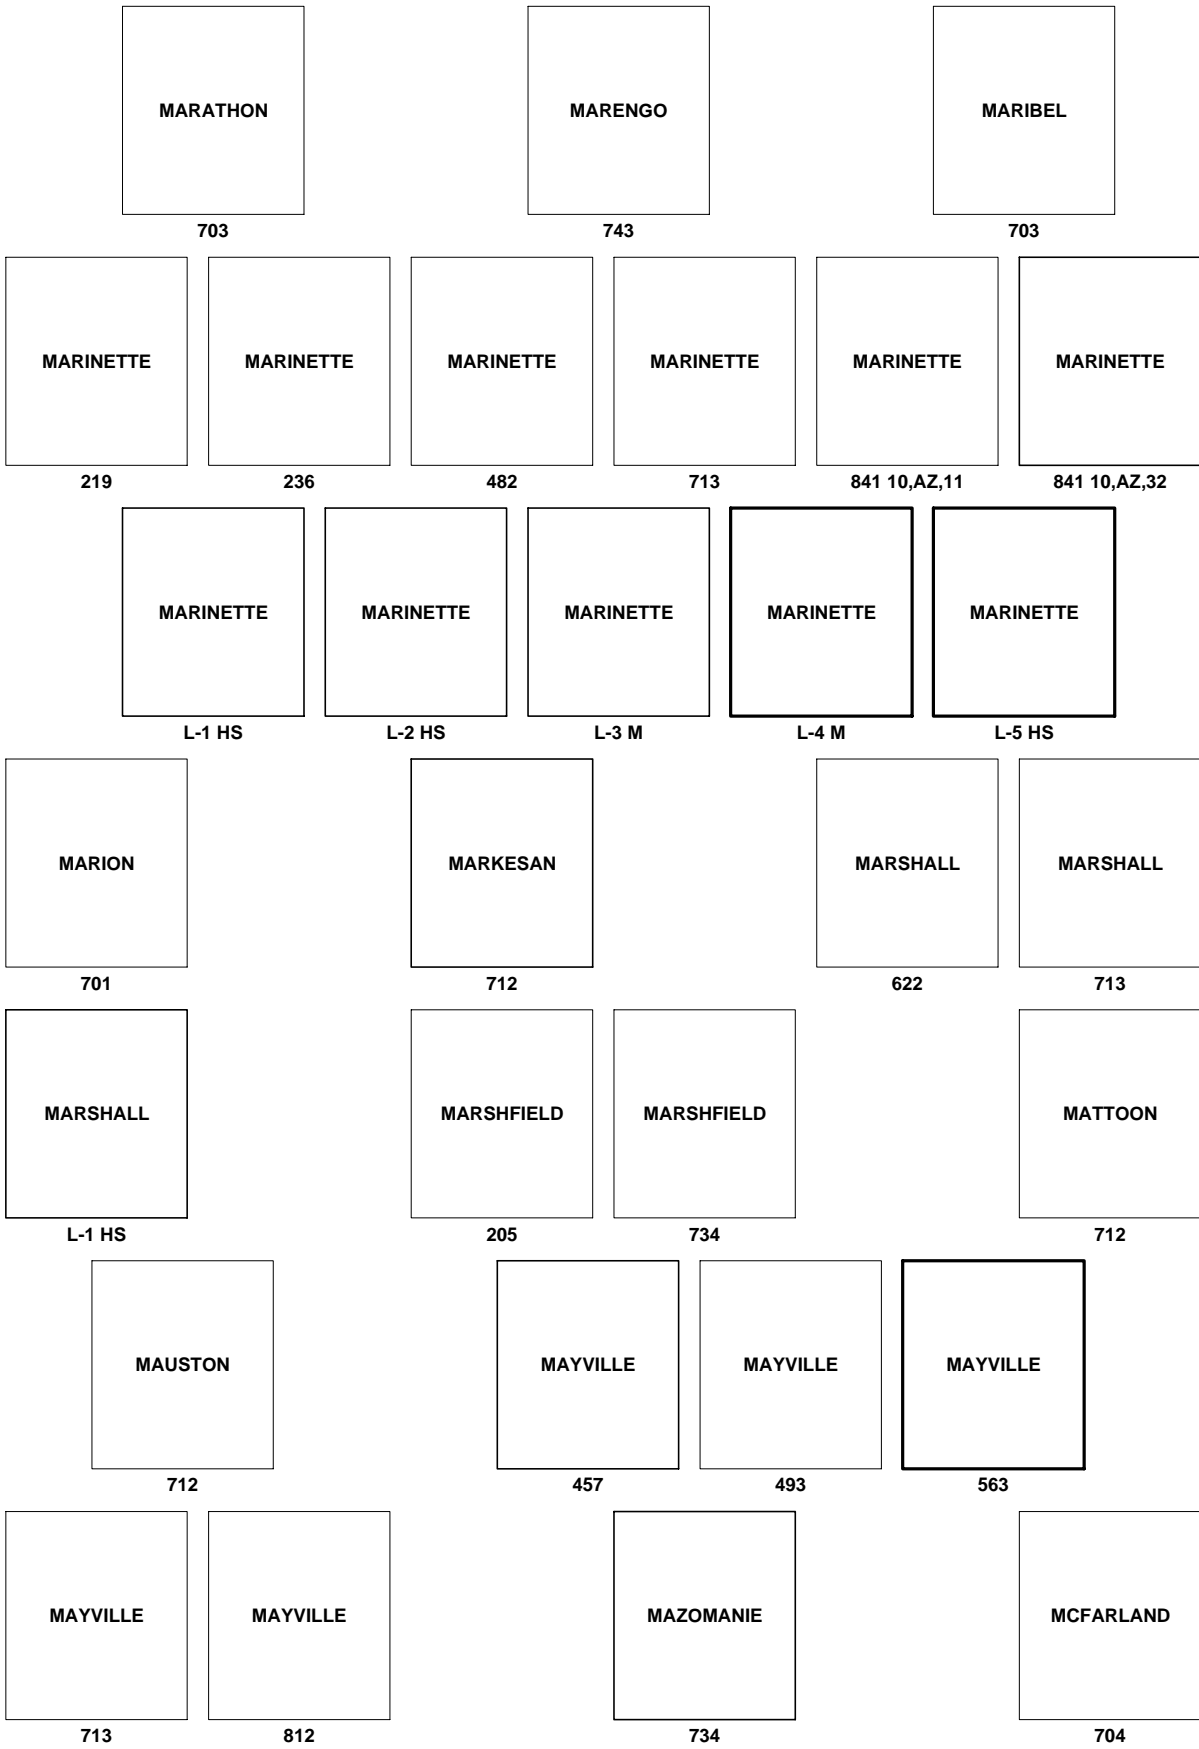 MARATHON MARENGO MARIBEL
703 743 703
MARINETTE MARINETTE MARINETTE MARINETTE MARINETTE MARINETTE
219 236 482 713 841 10,AZ,11 841 10,AZ,32
MARINETTE MARINETTE MARINETTE MARINETTE MARINETTE
L-1 HS L-2 HS L-3 M L-4 M L-5 HS
MARION MARKESAN MARSHALL MARSHALL
701 712 622 713
MARSHALL MARSHFIELD MARSHFIELD MATTOON
L-1 HS 205 734 712
MAUSTON MAYVILLE MAYVILLE MAYVILLE
712 457 493 563
MAYVILLE MAYVILLE MAZOMANIE MCFARLAND
713 812 734 704